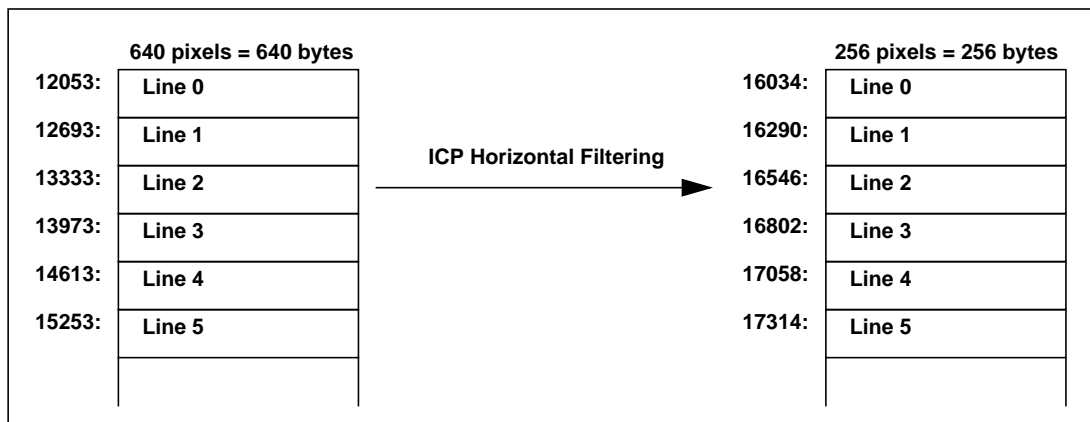 640 pixels = 640 bytes
12053: Line 0
12693: Line 1
13333: Line 2
13973: Line 3
14613: Line 4
15253: Line 5
ICP Horizontal Filtering
256 pixels = 256 bytes
16034: Line 0
16290: Line 1
16546: Line 2
16802: Line 3
17058: Line 4
17314: Line 5